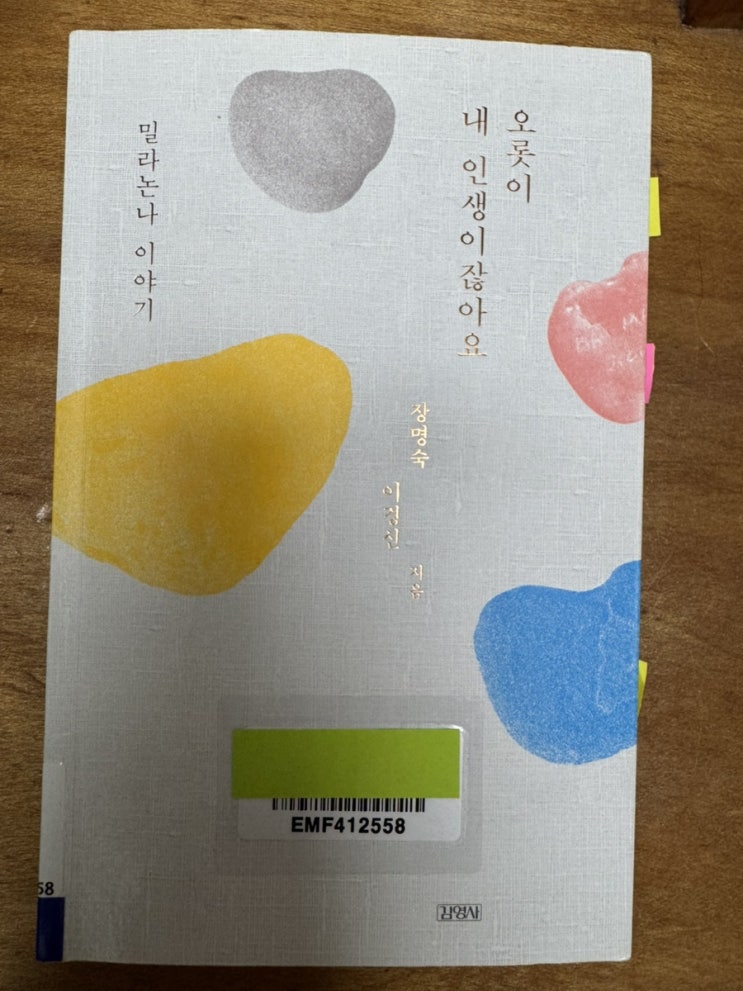 오롯이
내 인생이잖아요
밀라논나 이야기
장명숙
이경신
지음
EMF412558
58
김영사